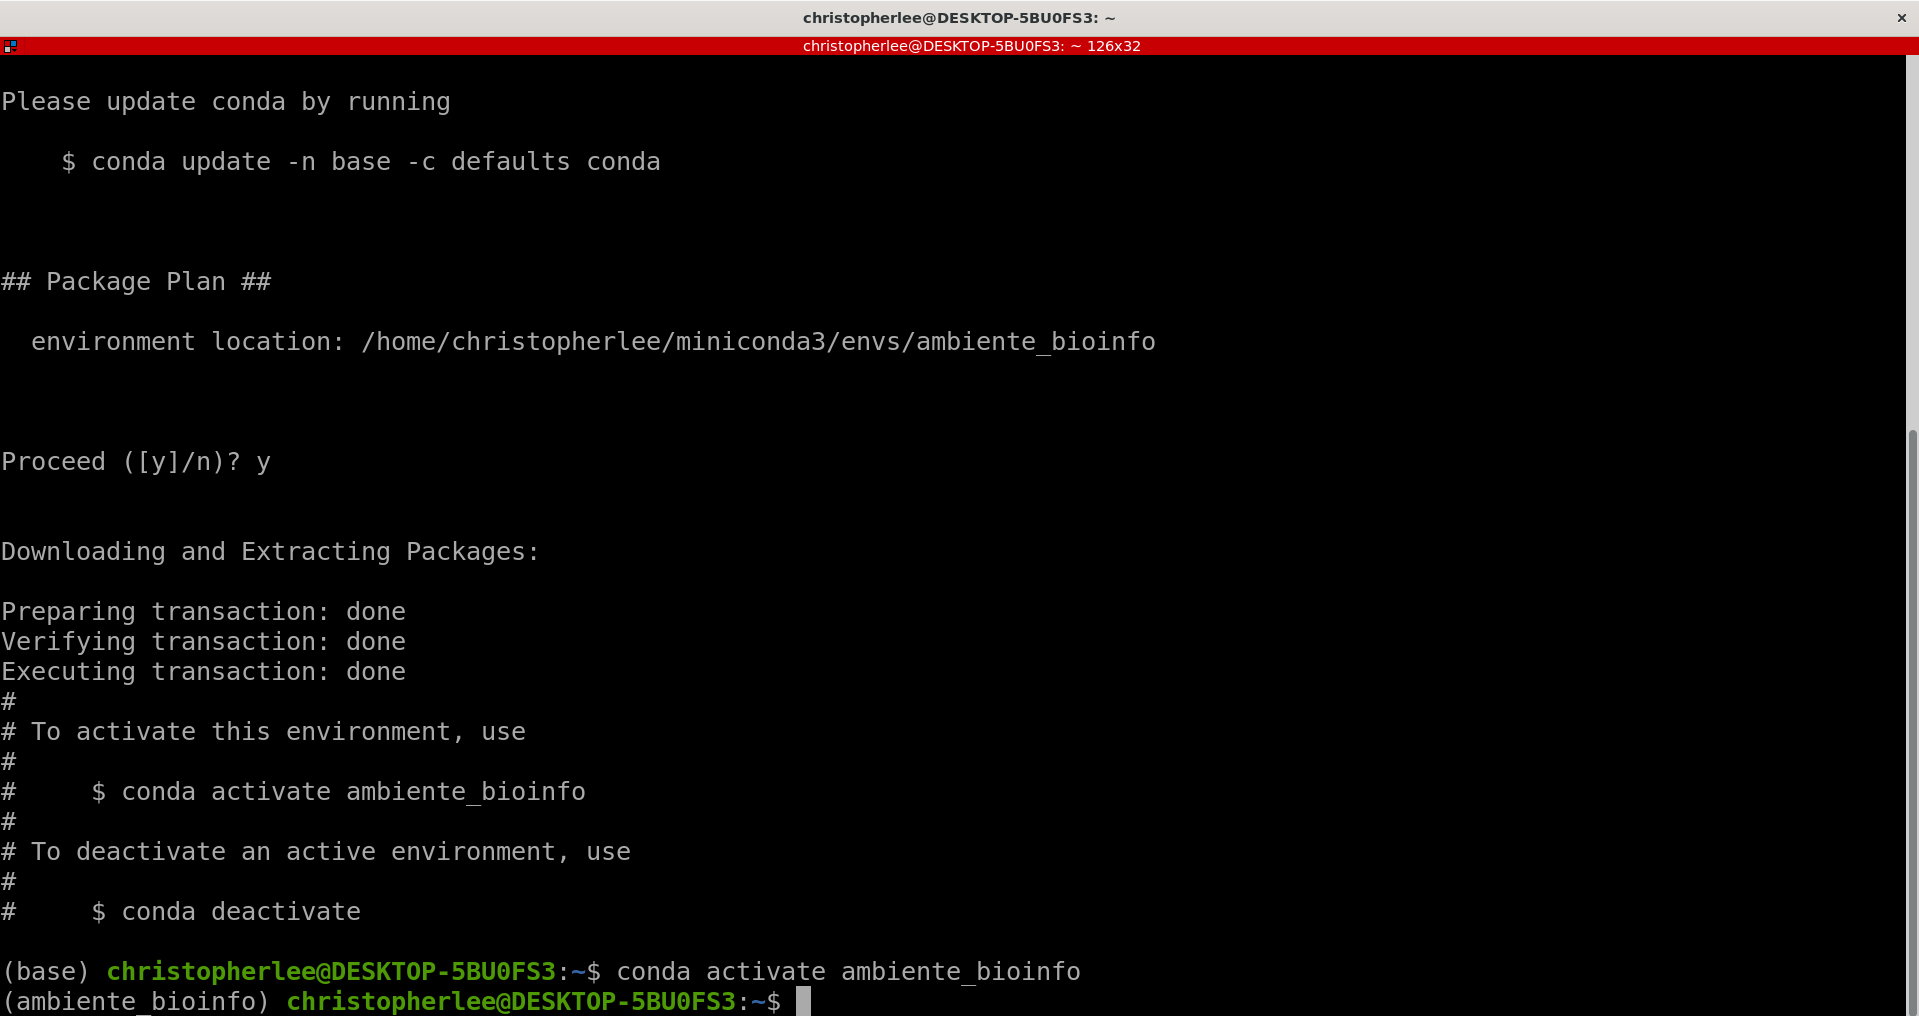 christopherlee@DESKTOP-5BU0FS3: ~
christopherlee@DESKTOP-5BU0FS3: ~ 126x32
Please update conda by running
$ conda update -n base -c defaults conda
## Package Plan ##
environment location: /home/christopherlee/miniconda3/envs/ambiente_bioinfo
Proceed ([y]/n)? y
Downloading and Extracting Packages:
Preparing transaction: done
Verifying transaction: done
Executing transaction: done
#
# To activate this environment, use
#
#     $ conda activate ambiente_bioinfo
#
# To deactivate an active environment, use
#
#     $ conda deactivate
(base) christopherlee@DESKTOP-5BU0FS3:~$ conda activate ambiente_bioinfo
(ambiente_bioinfo) christopherlee@DESKTOP-5BU0FS3:~$